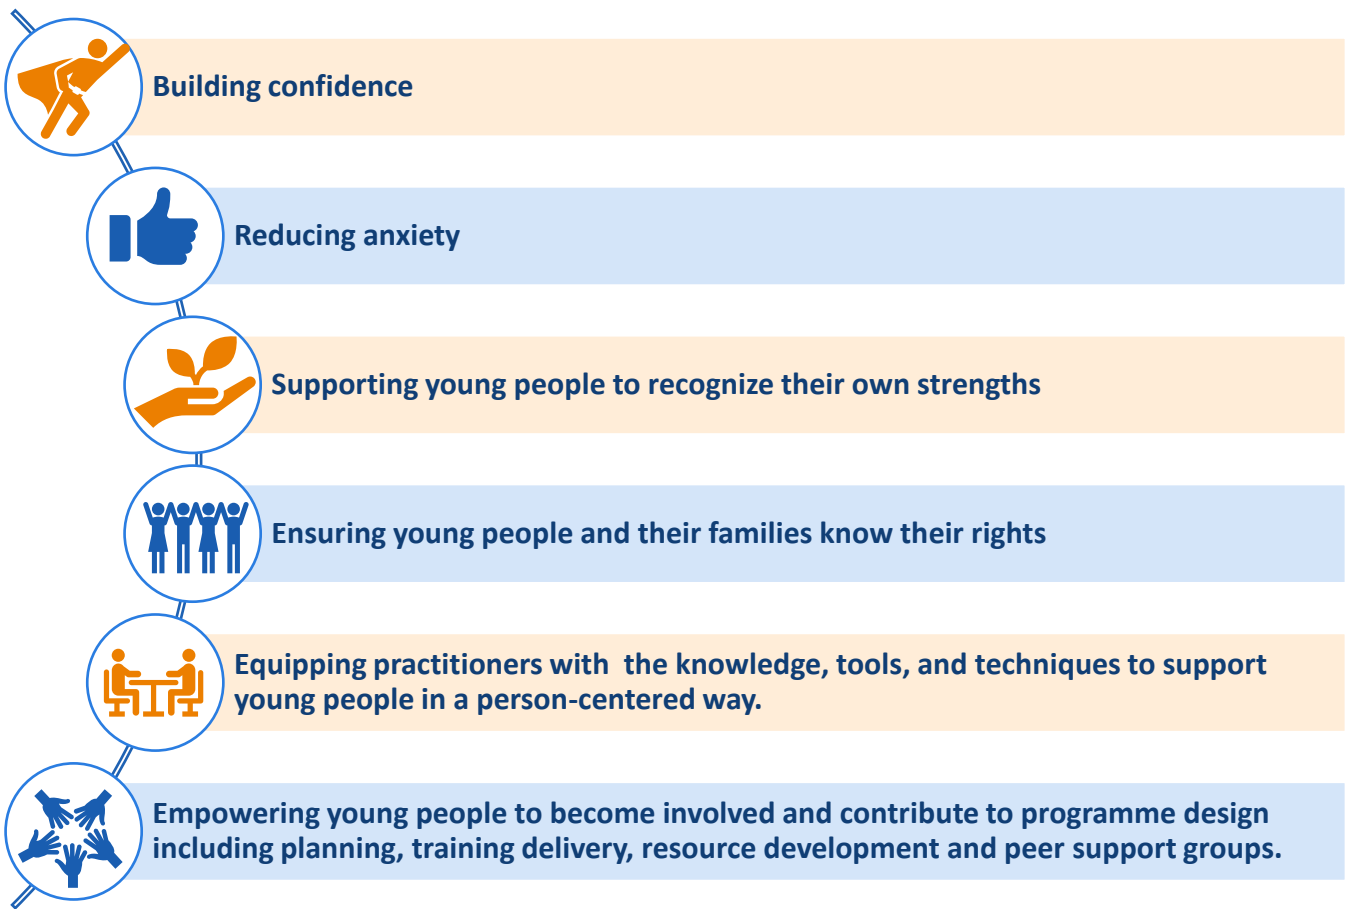 Building confidence
Reducing anxiety
Supporting young people to recognize their own strengths
Ensuring young people and their families know their rights
Equipping practitioners with  the knowledge, tools, and techniques to support
young people in a person-centered way.
Empowering young people to become involved and contribute to programme design
including planning, training delivery, resource development and peer support groups.